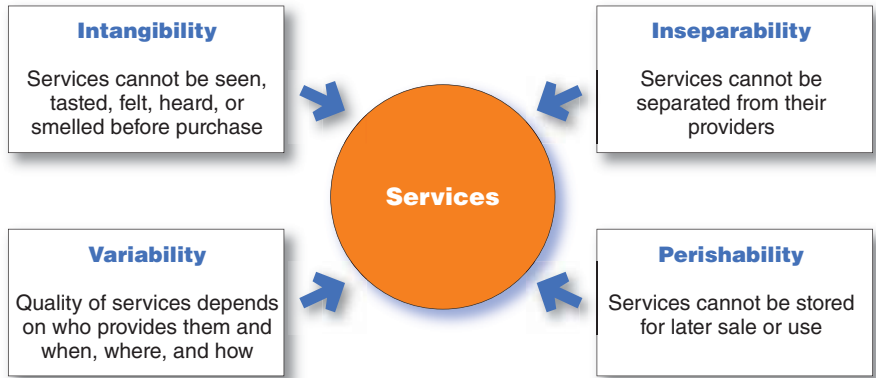 Intangibility
Services cannot be seen,
tasted, felt, heard, or
smelled before purchase
Inseparability
Services cannot be
separated from their
providers
Services
Variability
Quality of services depends
on who provides them and
when, where, and how
Perishability
Services cannot be stored
for later sale or use